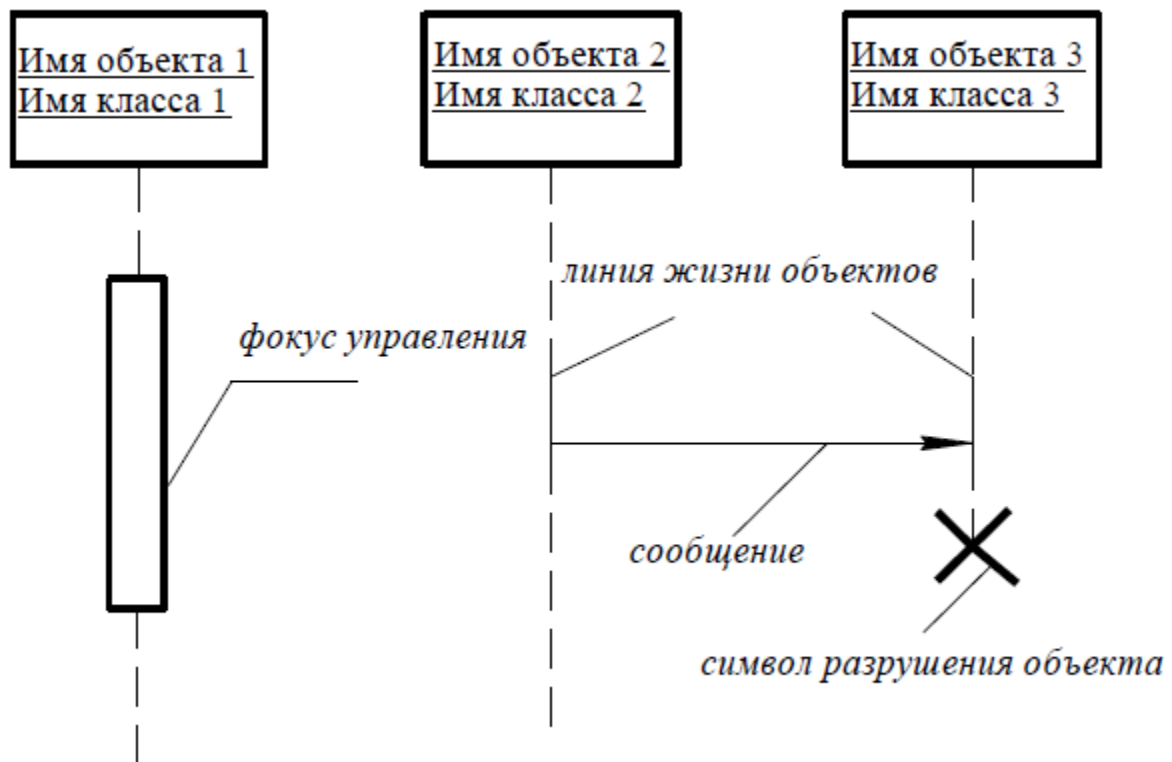 Имя объекта 1
Имя класса 1
Имя объекта 2
Имя класса 2
Имя объекта 3
Имя класса 3
линия жизни объектов
фокус управления
сообщение
символ разрушения объекта